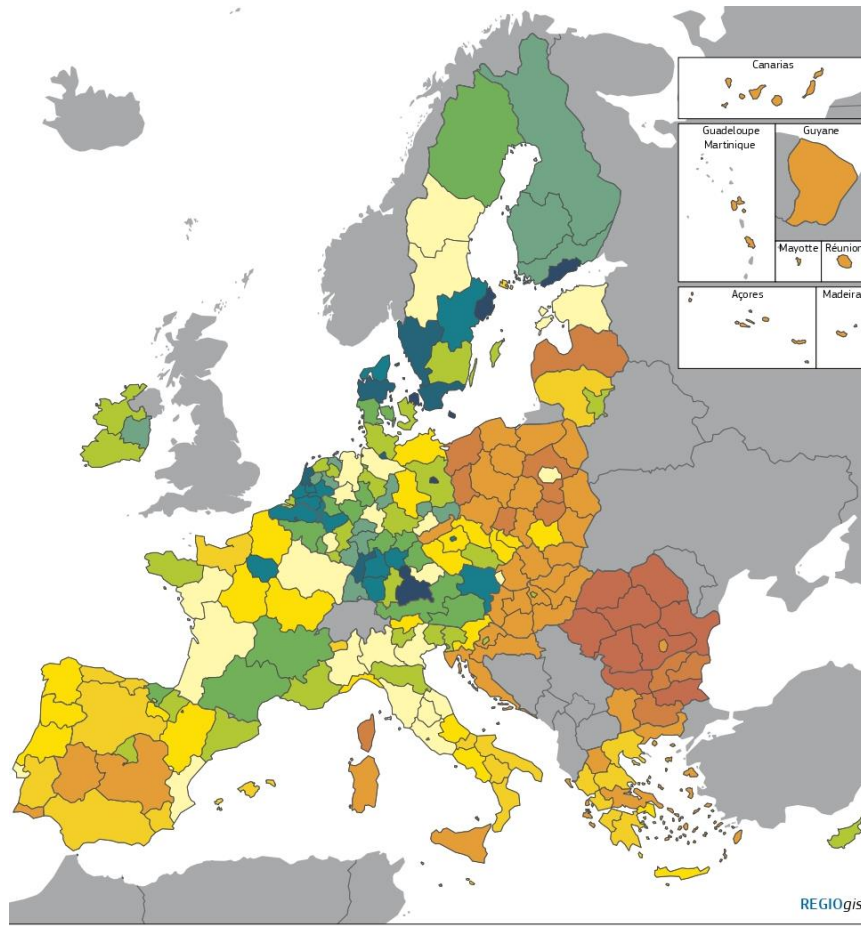 Canarias
Guadeloupe
Martinique
Guyane
Mayotte
Réunion
Açores
Madeira
REGIOgis